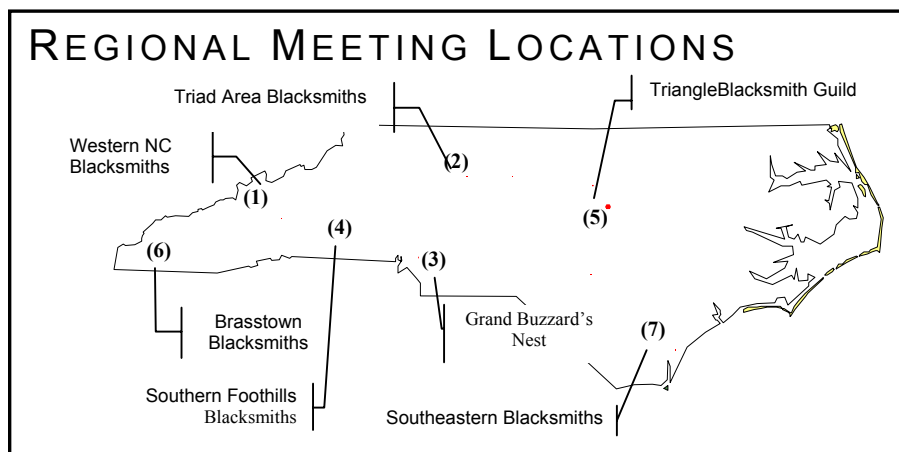 REGIONAL MEETING LOCATIONS
Triad Area Blacksmiths
TriangleBlacksmith Guild
Western NC
Blacksmiths
(2)
(1)
(5)
(4)
(6)
(3)
Brasstown
Blacksmiths
Grand Buzzard’s
Nest
(7)
Southern Foothills
Blacksmiths
Southeastern Blacksmiths